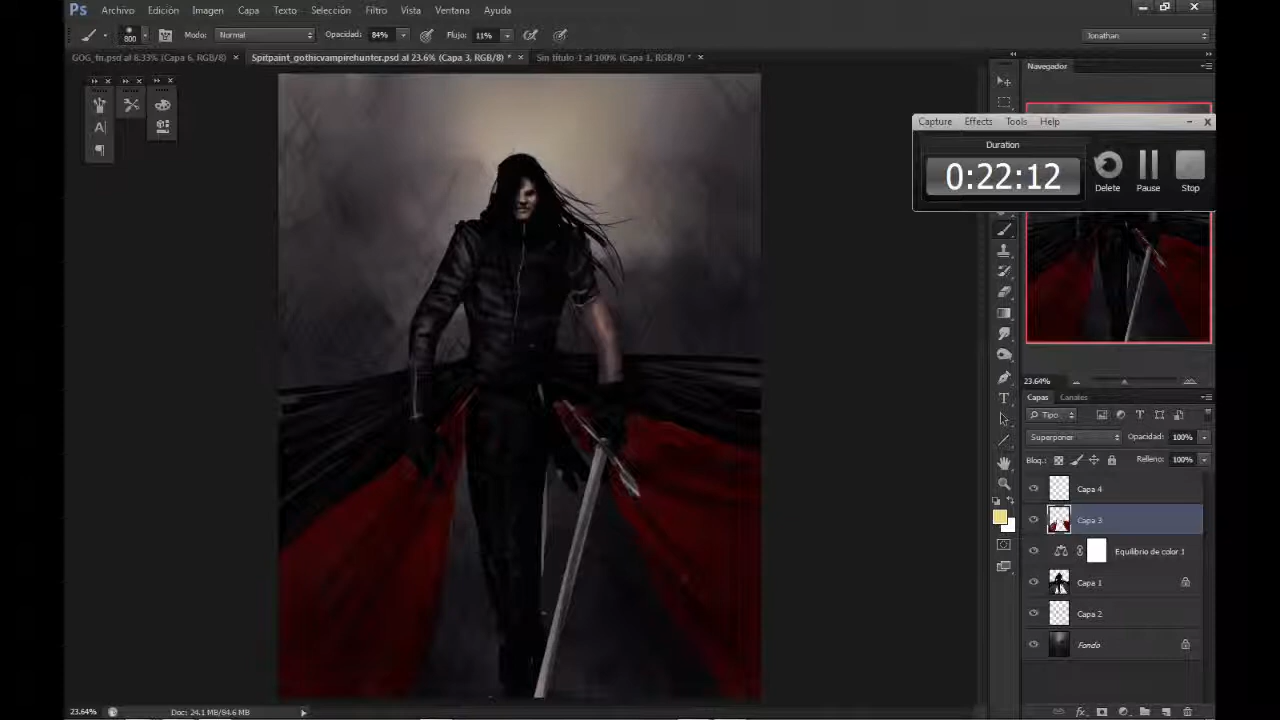 Ps Archivo Edición Imagen Capa Texto Selección Filtro Vista Ventana Ayuda
800 Modo: Normal Opacidad: 84% Flujo: 11% Jonathan
GOG_fn.psd al 8.33% (Capa 6, RGB/8) × Spitpaint_gothicvampirehunter.psd al 23.6% (Capa 3, RGB/8) * × Sin título-1 al 100% (Capa 1, RGB/8) * ×
Navegador
Capture Effects Tools Help
Duration
0:22:12
Delete Pause Stop
23.64%
Capas Canales
Tipo
Superponer Opacidad: 100%
Bloq.: Relleno: 100%
Capa 4
Capa 3
Equilibrio de color 1
Capa 1
Capa 2
Fondo
23.64% Doc: 24.1 MB/84.6 MB
fx